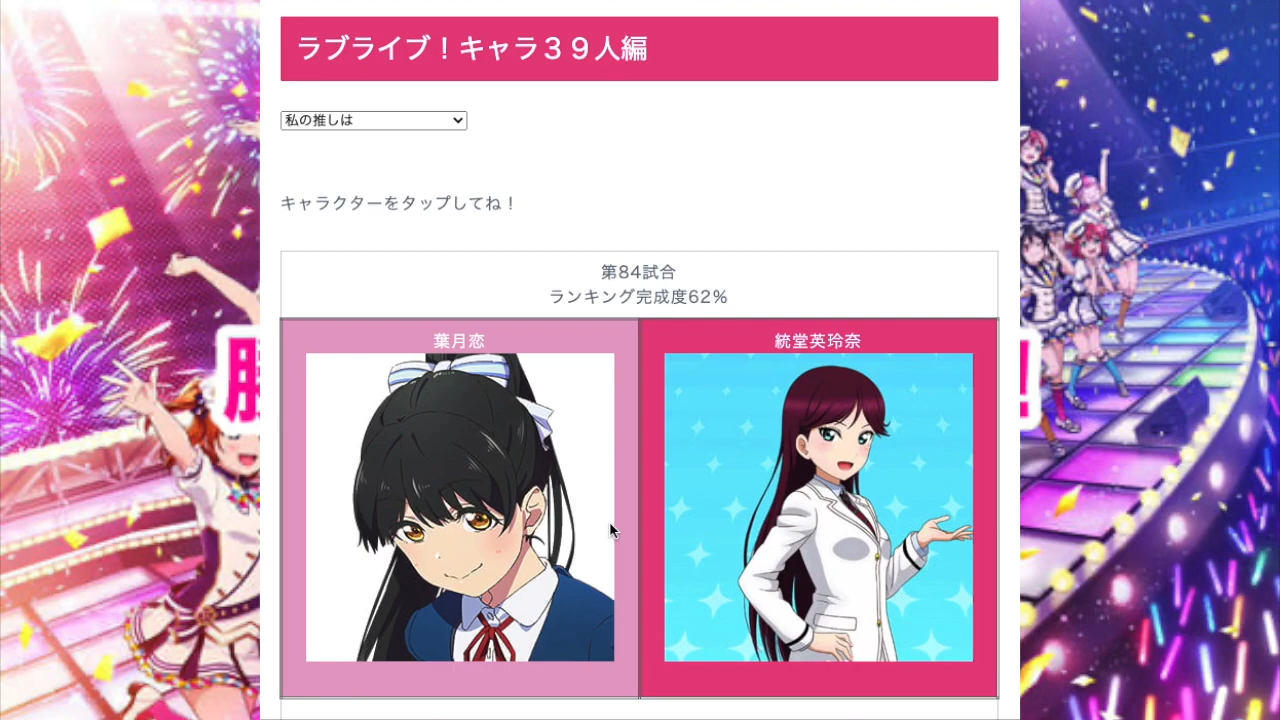 ラブライブ！キャラ３９人編
私の推しは
キャラクターをタップしてね！
第84試合
ランキング完成度62％
葉月恋
統堂英玲奈
!